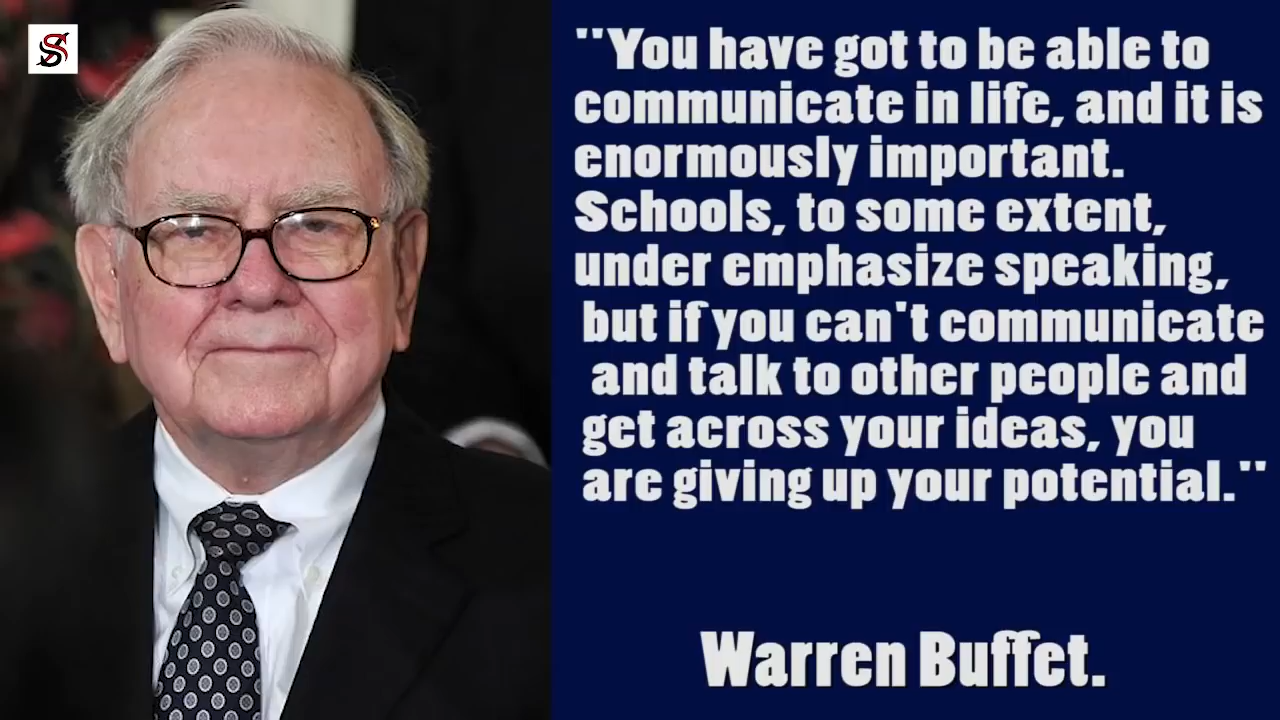 "You have got to be able to
communicate in life, and it is
enormously important.
Schools, to some extent,
under emphasize speaking,
but if you can't communicate
and talk to other people and
get across your ideas, you
are giving up your potential."
Warren Buffet.